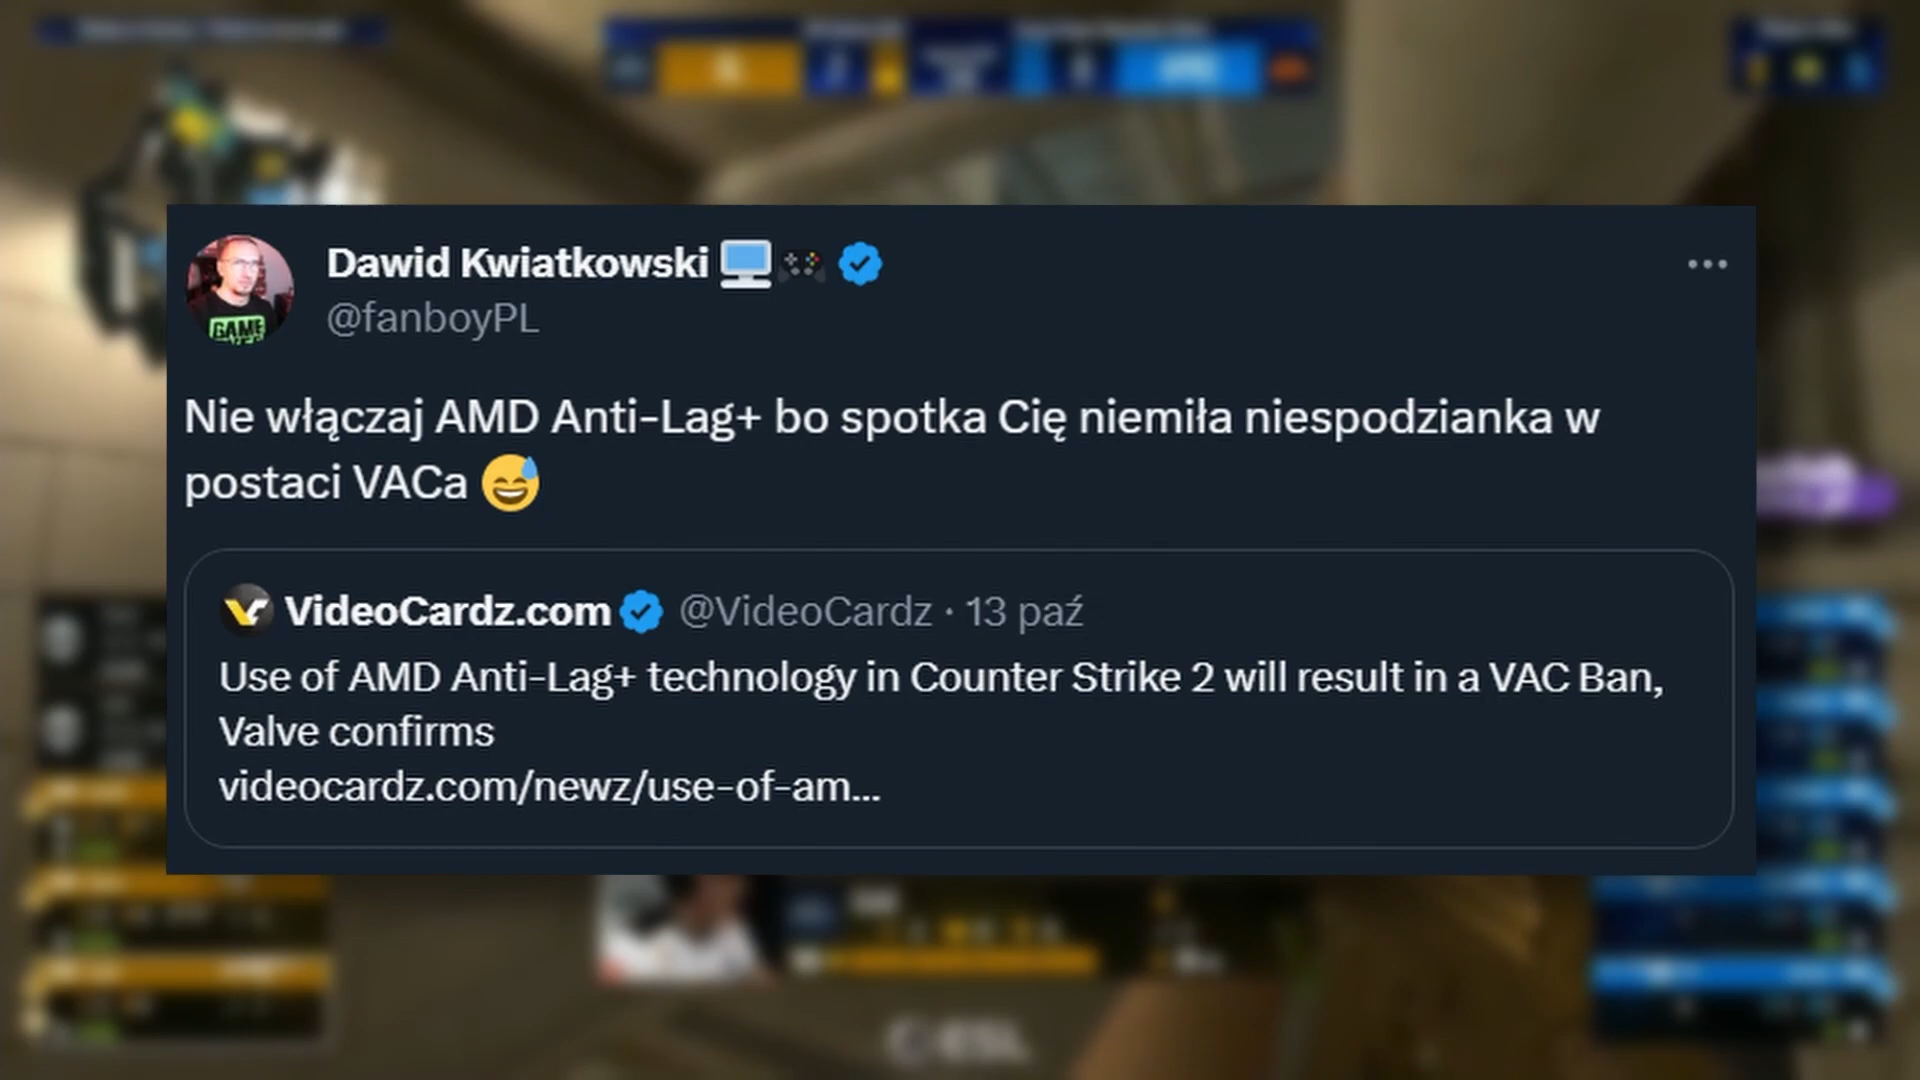 Dawid Kwiatkowski 🖥️🎮
@fanboyPL
GAME
Nie włączaj AMD Anti-Lag+ bo spotka Cię niemiła niespodzianka w
postaci VACa 😅
VideoCardz.com @VideoCardz · 13 paź
Use of AMD Anti-Lag+ technology in Counter Strike 2 will result in a VAC Ban,
Valve confirms
videocardz.com/newz/use-of-am...
ESL